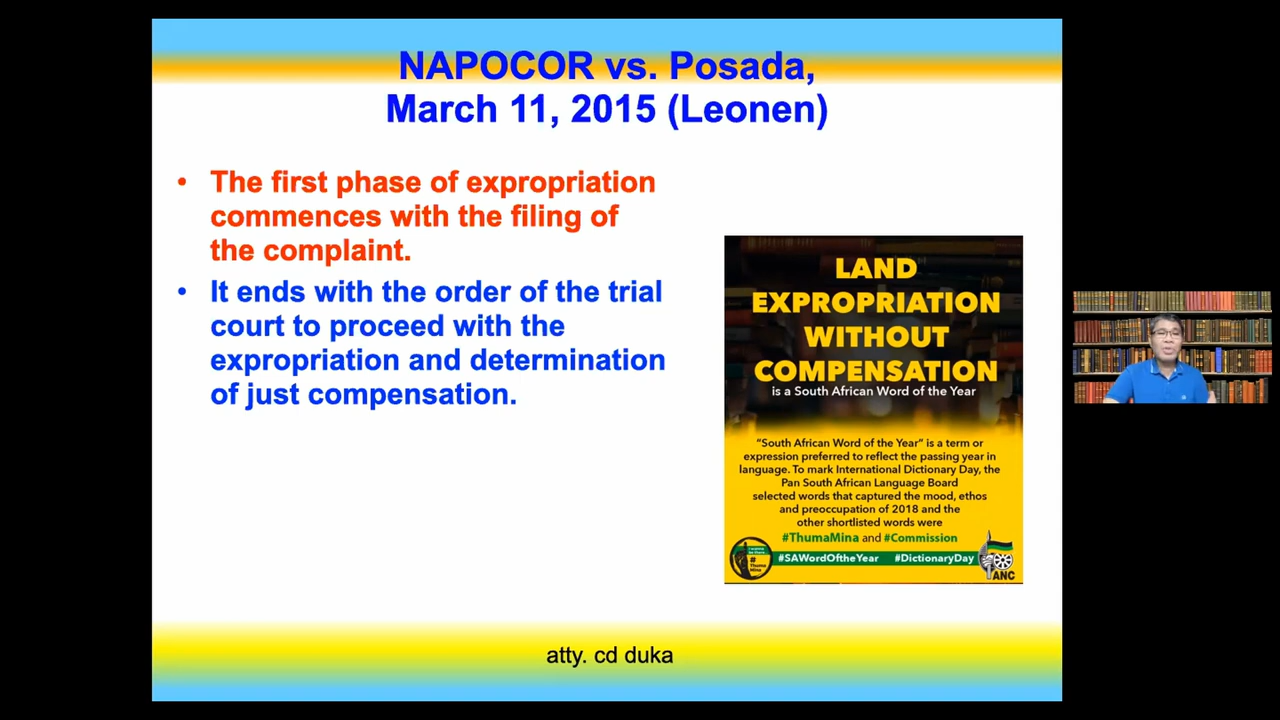 NAPOCOR vs. Posada,
March 11, 2015 (Leonen)
• The first phase of expropriation
commences with the filing of
the complaint.
• It ends with the order of the trial
court to proceed with the
expropriation and determination
of just compensation.
LAND
EXPROPRIATION
WITHOUT
COMPENSATION
is a South African Word of the Year
"South African Word of the Year" is a term or
expression preferred to reflect the passing year in
language. To mark International Dictionary Day, the
Pan South African Language Board
selected words that captured the mood, ethos
and preoccupation of 2018 and the
other shortlisted words were
#ThumaMina and #Commission
#SAWordOfTheYear #DictionaryDay
#
Thuma
Mina
ANC
atty. cd duka